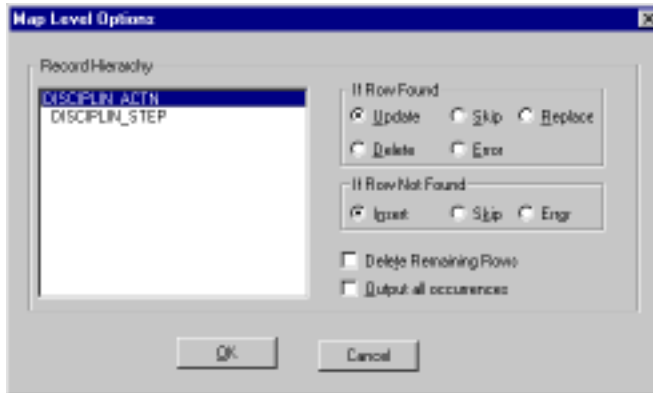 Map Level Options
Record Hierarchy
DISCIPLIN_ACTN
DISCIPLIN_STEP
If Row Found
Update Skip Replace
Delete Error
If Row Not Found
Insert Skip Error
Delete Remaining Rows
Output all occurrences
OK Cancel